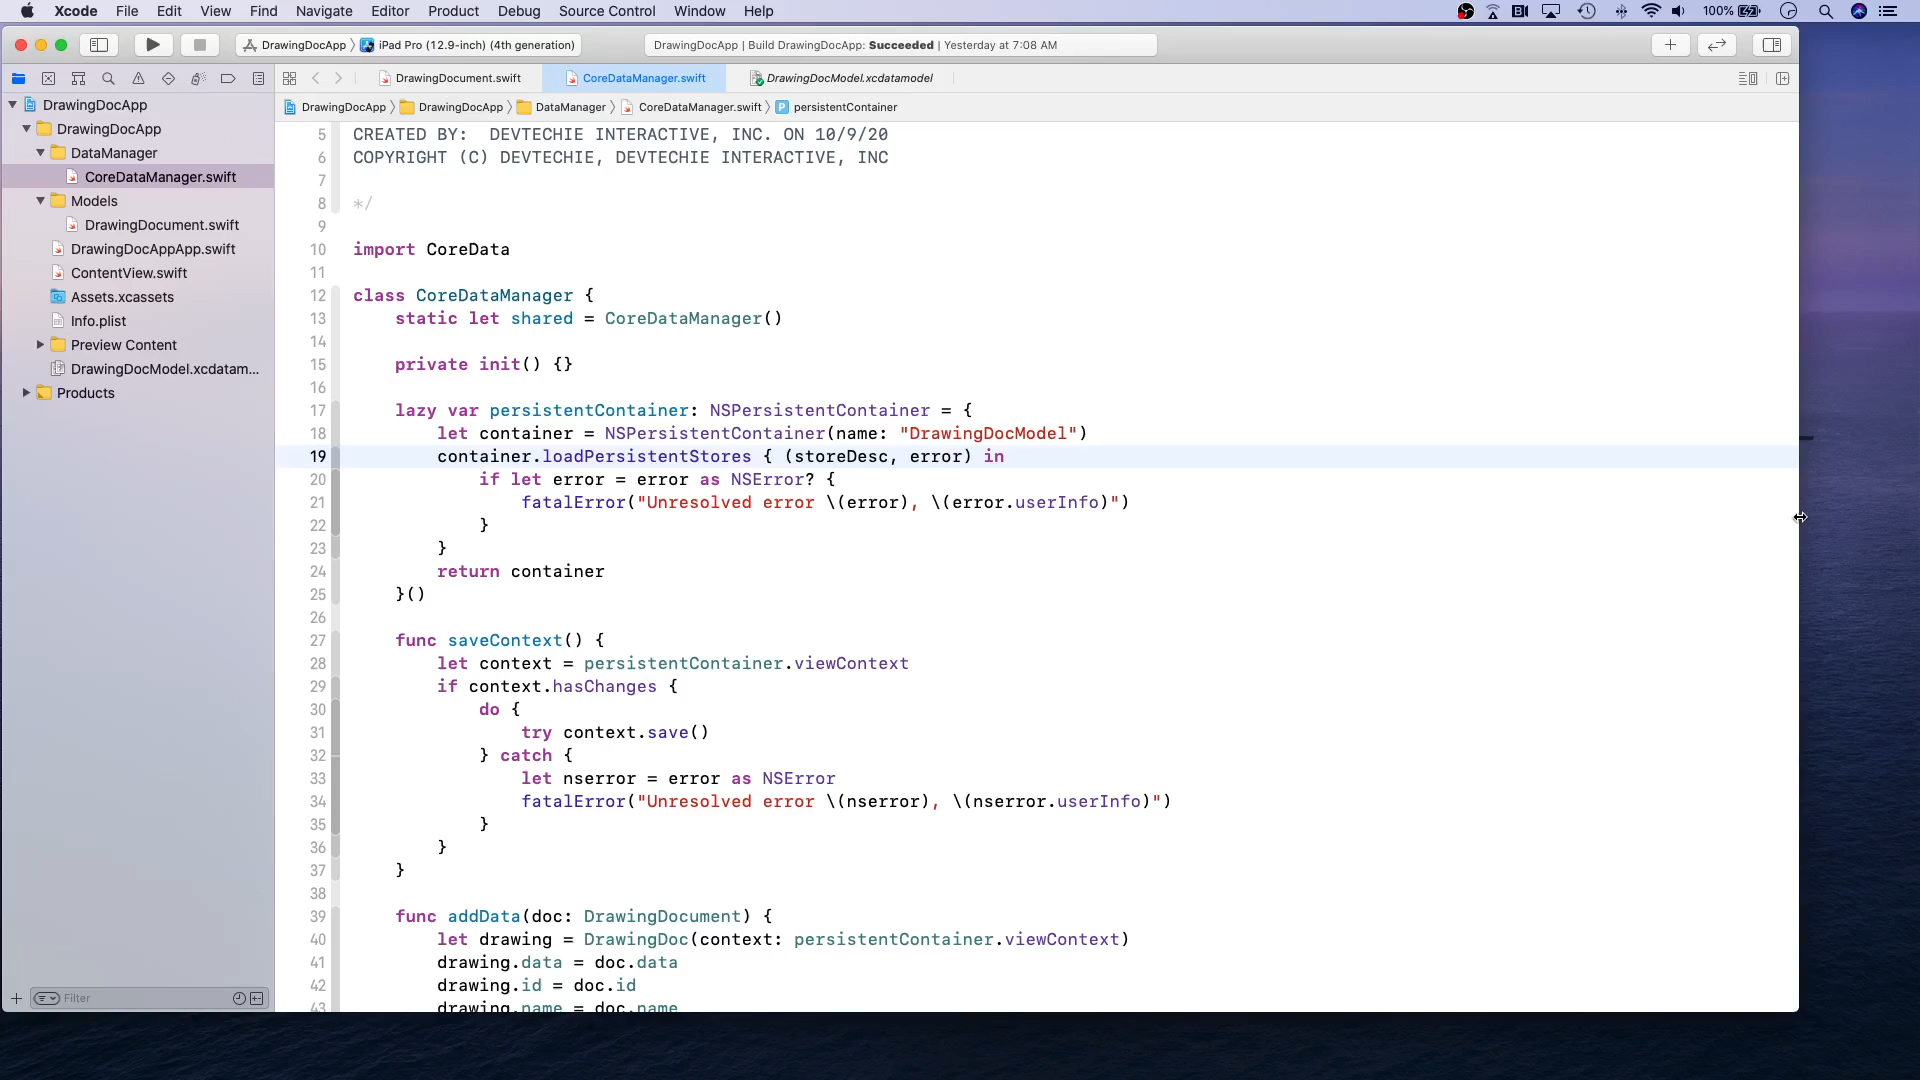 Xcode File Edit View Find Navigate Editor Product Debug Source Control Window Help 100%
DrawingDocApp iPad Pro (12.9-inch) (4th generation) DrawingDocApp | Build DrawingDocApp: Succeeded | Yesterday at 7:08 AM
DrawingDocument.swift CoreDataManager.swift DrawingDocModel.xcdatamodel
DrawingDocApp DrawingDocApp DataManager CoreDataManager.swift P persistentContainer
DrawingDocApp
DrawingDocApp
DataManager
CoreDataManager.swift
Models
DrawingDocument.swift
DrawingDocAppApp.swift
ContentView.swift
Assets.xcassets
Info.plist
Preview Content
DrawingDocModel.xcdatam...
Products
Filter
5 CREATED BY:  DEVTECHIE INTERACTIVE, INC. ON 10/9/20
6 COPYRIGHT (C) DEVTECHIE, DEVTECHIE INTERACTIVE, INC
7
8 */
9
10 import CoreData
11
12 class CoreDataManager {
13     static let shared = CoreDataManager()
14
15     private init() {}
16
17     lazy var persistentContainer: NSPersistentContainer = {
18         let container = NSPersistentContainer(name: "DrawingDocModel")
19         container.loadPersistentStores { (storeDesc, error) in
20             if let error = error as NSError? {
21                 fatalError("Unresolved error \(error), \(error.userInfo)")
22             }
23         }
24         return container
25     }()
26
27     func saveContext() {
28         let context = persistentContainer.viewContext
29         if context.hasChanges {
30             do {
31                 try context.save()
32             } catch {
33                 let nserror = error as NSError
34                 fatalError("Unresolved error \(nserror), \(nserror.userInfo)")
35             }
36         }
37     }
38
39     func addData(doc: DrawingDocument) {
40         let drawing = DrawingDoc(context: persistentContainer.viewContext)
41         drawing.data = doc.data
42         drawing.id = doc.id
43         drawing.name = doc.name